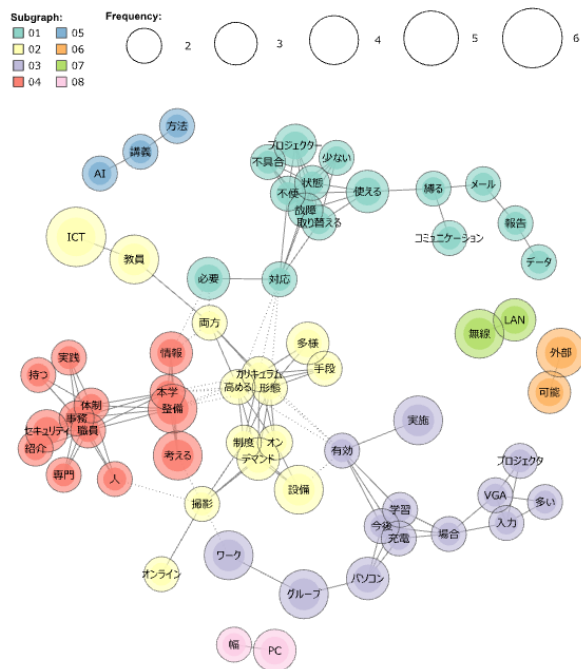 Subgraph:
Frequency:
01
05
02
06
03
07
04
08
2
3
4
5
6
方法
講義
AI
プロジェクター
少ない
不具合
状態
不便
使える
故障
取り替える
縛る
メール
コミュニケーション
報告
データ
ICT
教員
必要
対応
両方
LAN
無線
外部
可能
情報
多様
手段
カリキュラム
高める
形態
実践
持つ
体制
本学
整備
事務
セキュリティ
職員
紹介
専門
人
考える
制度
オン
デマンド
設備
撮影
オンライン
実施
有効
プロジェクタ
VGA
多い
入力
学習
今後
充電
場合
ワーク
グループ
パソコン
幅
PC